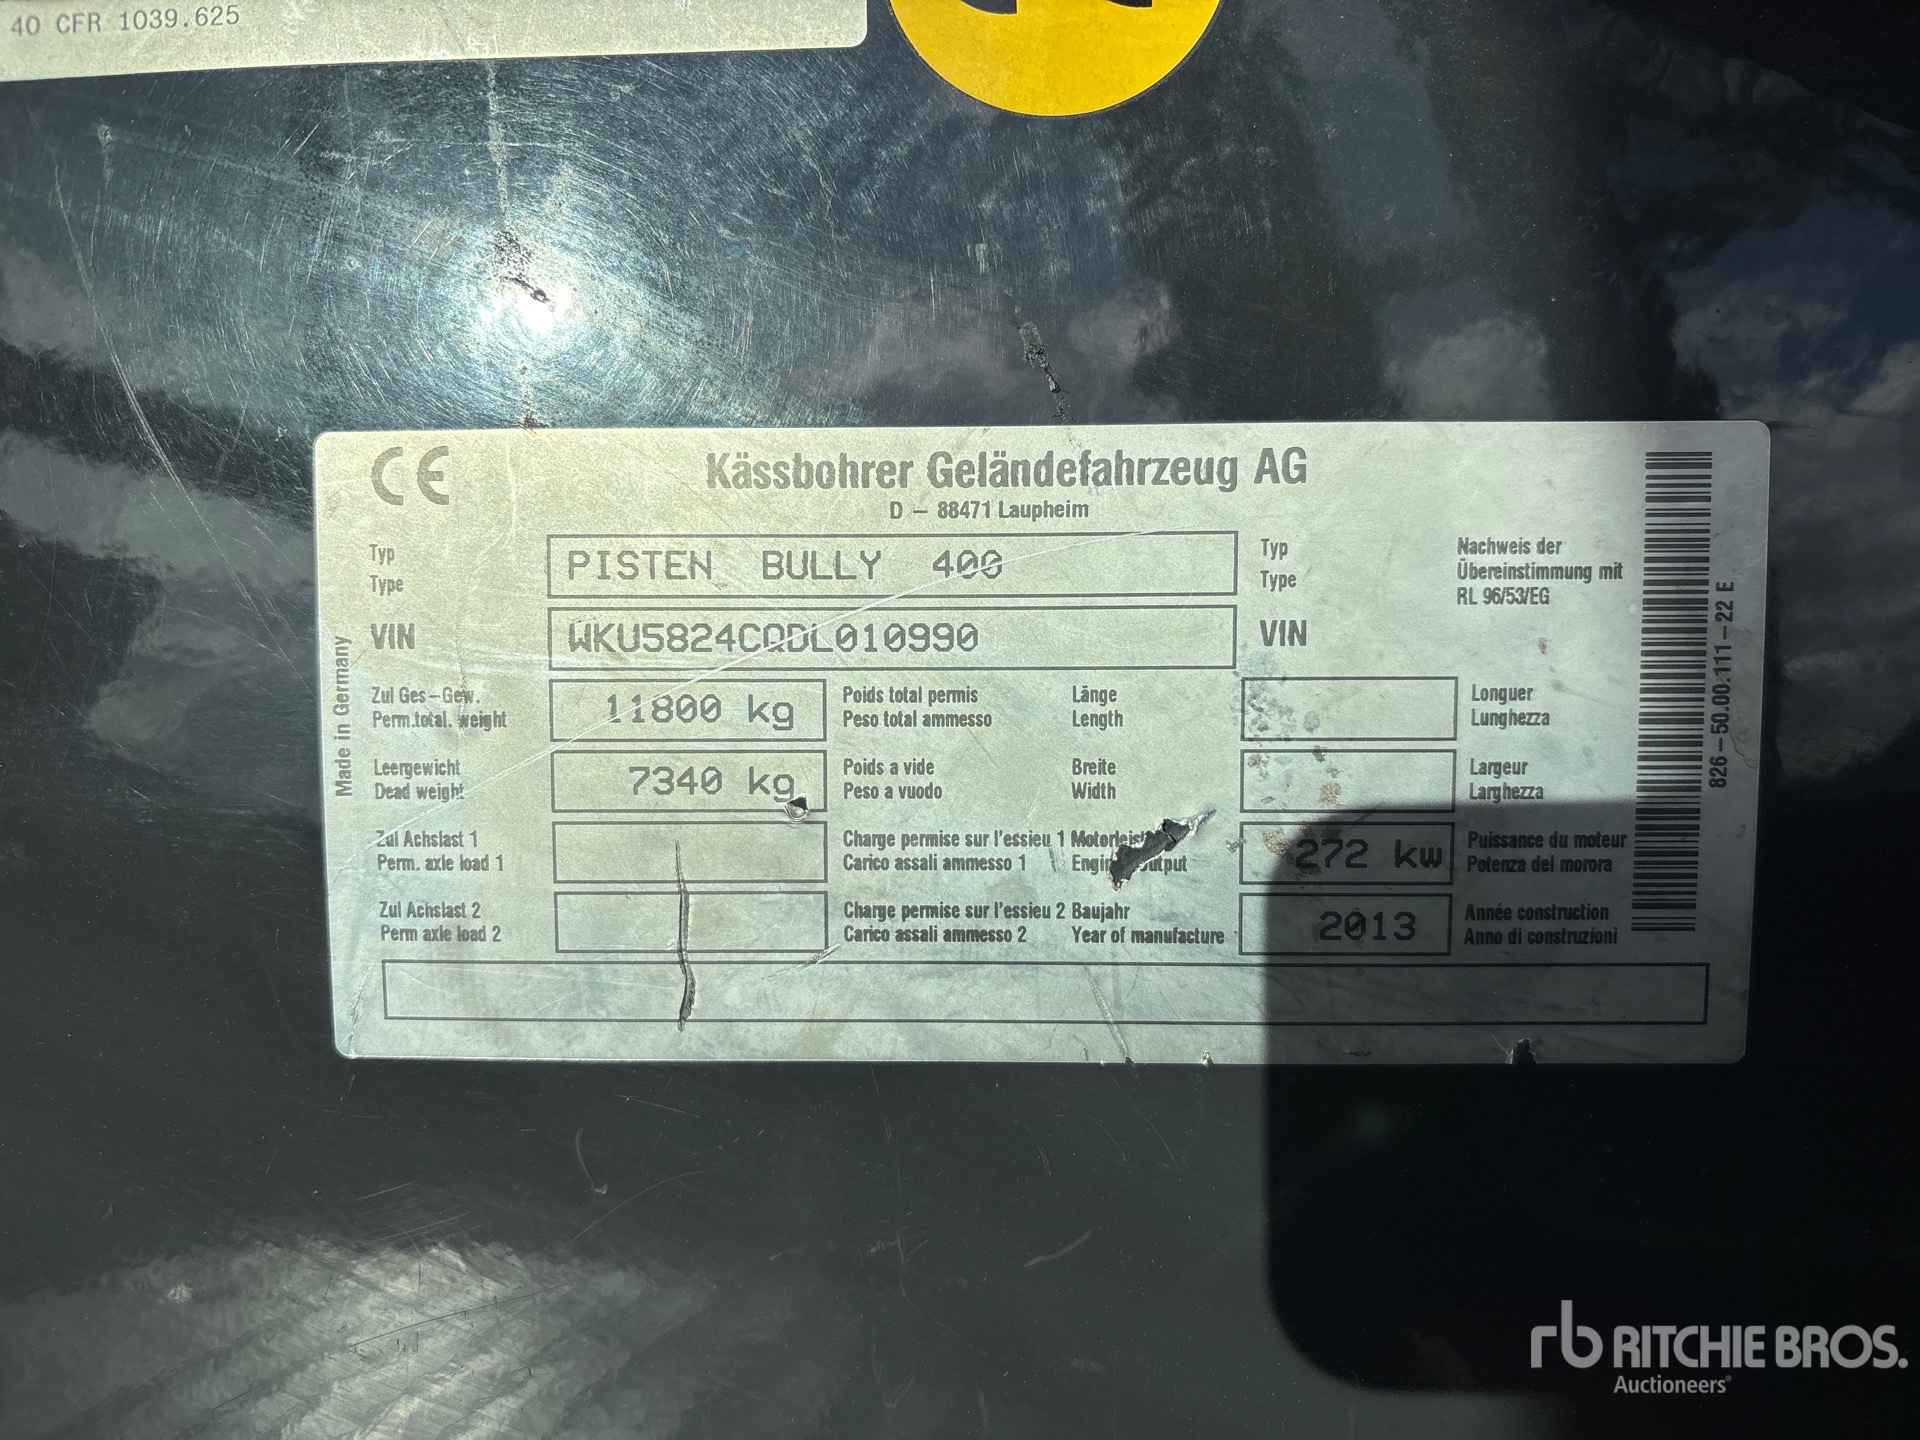 40 CFR 1039.625
CE
Kässbohrer Geländefahrzeug AG
D – 88471 Laupheim
Typ
Type
PISTEN BULLY 400
Typ
Type
Nachweis der
Übereinstimmung mit
RL 96/53/EG
VIN
WKU5824CQDL010990
VIN
Zul Ges–Gew.
Perm.total. weight
11800 kg
Poids total permis
Peso total ammesso
Länge
Length
Longuer
Lunghezza
Leergewicht
Dead weight
7340 kg
Poids a vide
Peso a vuodo
Breite
Width
Largeur
Larghezza
Zul Achslast 1
Perm. axle load 1
Charge permise sur l'essieu 1
Carico assali ammesso 1
272 kw
Puissance du moteur
Potenza del morora
Zul Achslast 2
Perm axle load 2
Charge permise sur l'essieu 2
Carico assali ammesso 2
Baujahr
Year of manufacture
2013
Année construction
Anno di construzioni
Made in Germany
826–50.00.111–22 E
rb RITCHIE BROS.
Auctioneers®